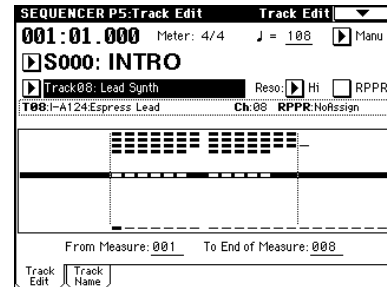 SEQUENCER P5:Track Edit Track Edit
001:01.000 Meter: 4/4 ♩= 108 Manu
S000: INTRO
Track08: Lead Synth Reso: Hi RPPR
T08:I-A124:Espress Lead Ch:08 RPPR:NoAssign
From Measure: 001 To End of Measure: 008
Track Edit Track Name